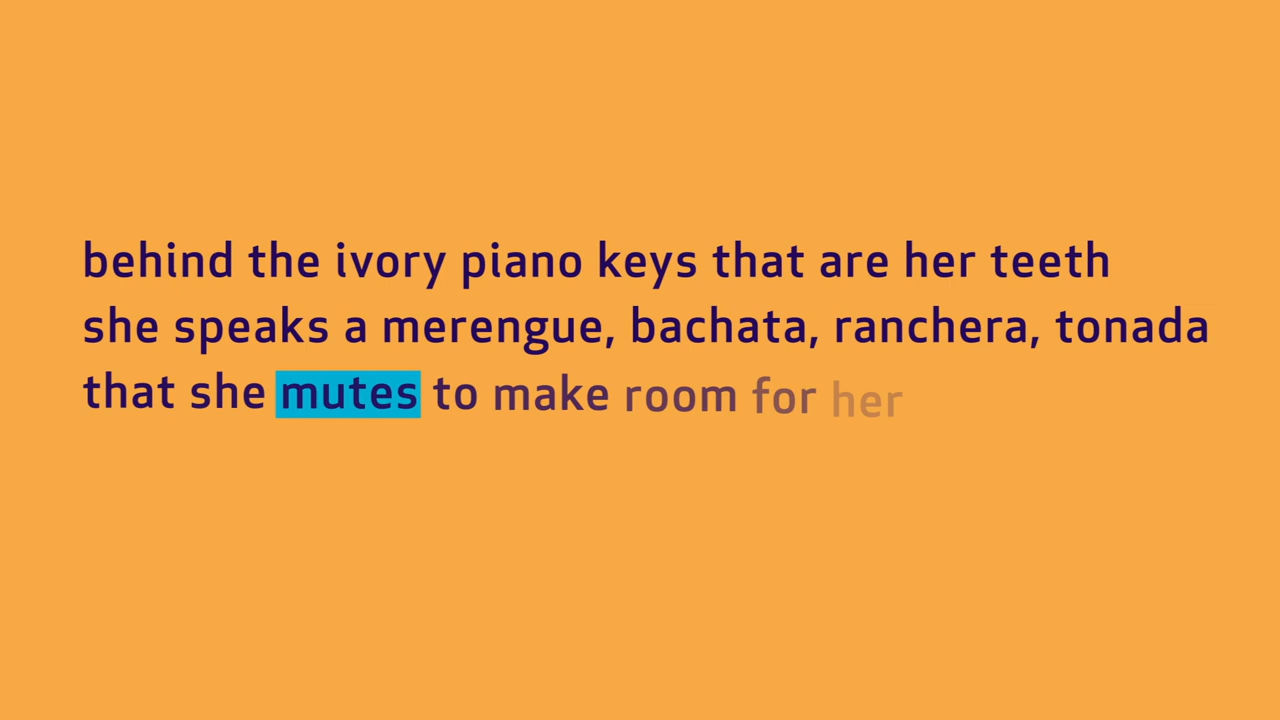 behind the ivory piano keys that are her teeth
she speaks a merengue, bachata, ranchera, tonada
that she mutes to make room for her